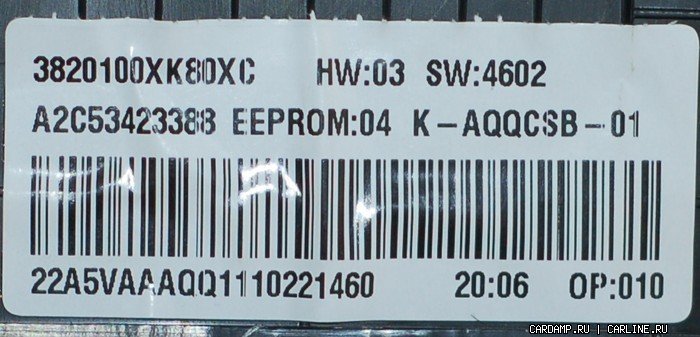 3820100XK80XC HW:03 SW:4602
A2C53423388 EEPROM:04 K-AQQCSB-01
22A5VAAAQQ1110221460 20:06 OP:010
CARDAMP.RU | CARLINE.RU